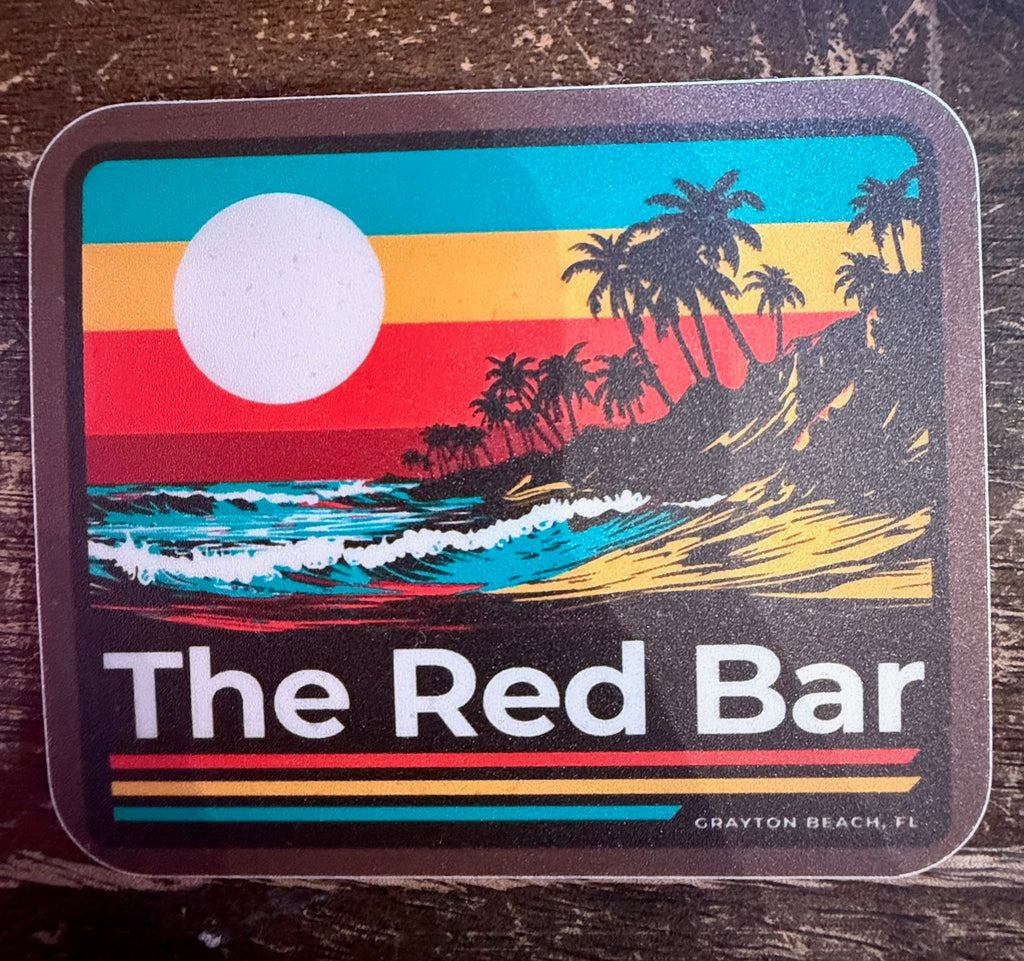 The Red Bar
GRAYTON BEACH, FL